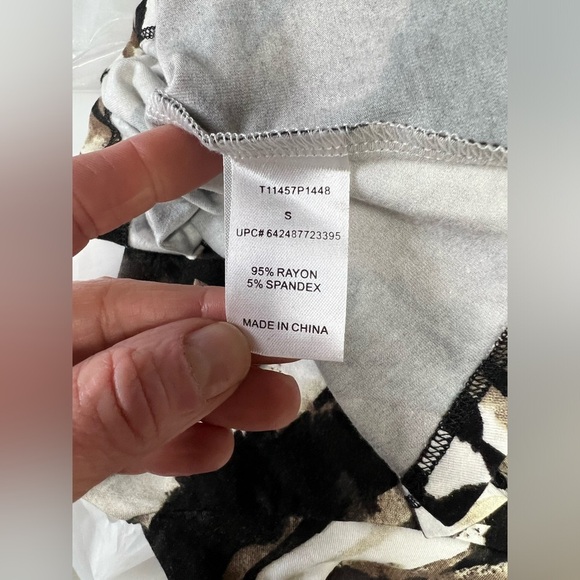 T11457P1448
S
UPC# 642487723395
95% RAYON
5% SPANDEX
MADE IN CHINA